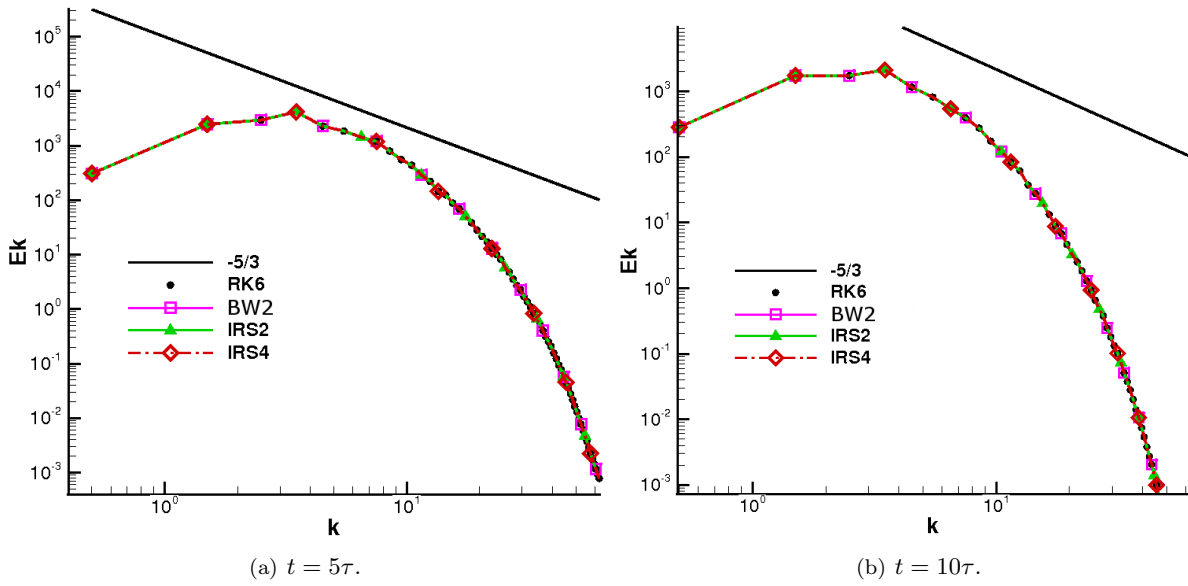 10^5
10^4
10^3
10^2
10^1
10^0
10^-1
10^-2
10^-3
Ek
-5/3
RK6
BW2
IRS2
IRS4
10^0
10^1
k
(a) t = 5τ.
10^3
10^2
10^1
10^0
10^-1
10^-2
10^-3
Ek
-5/3
RK6
BW2
IRS2
IRS4
10^0
10^1
k
(b) t = 10τ.